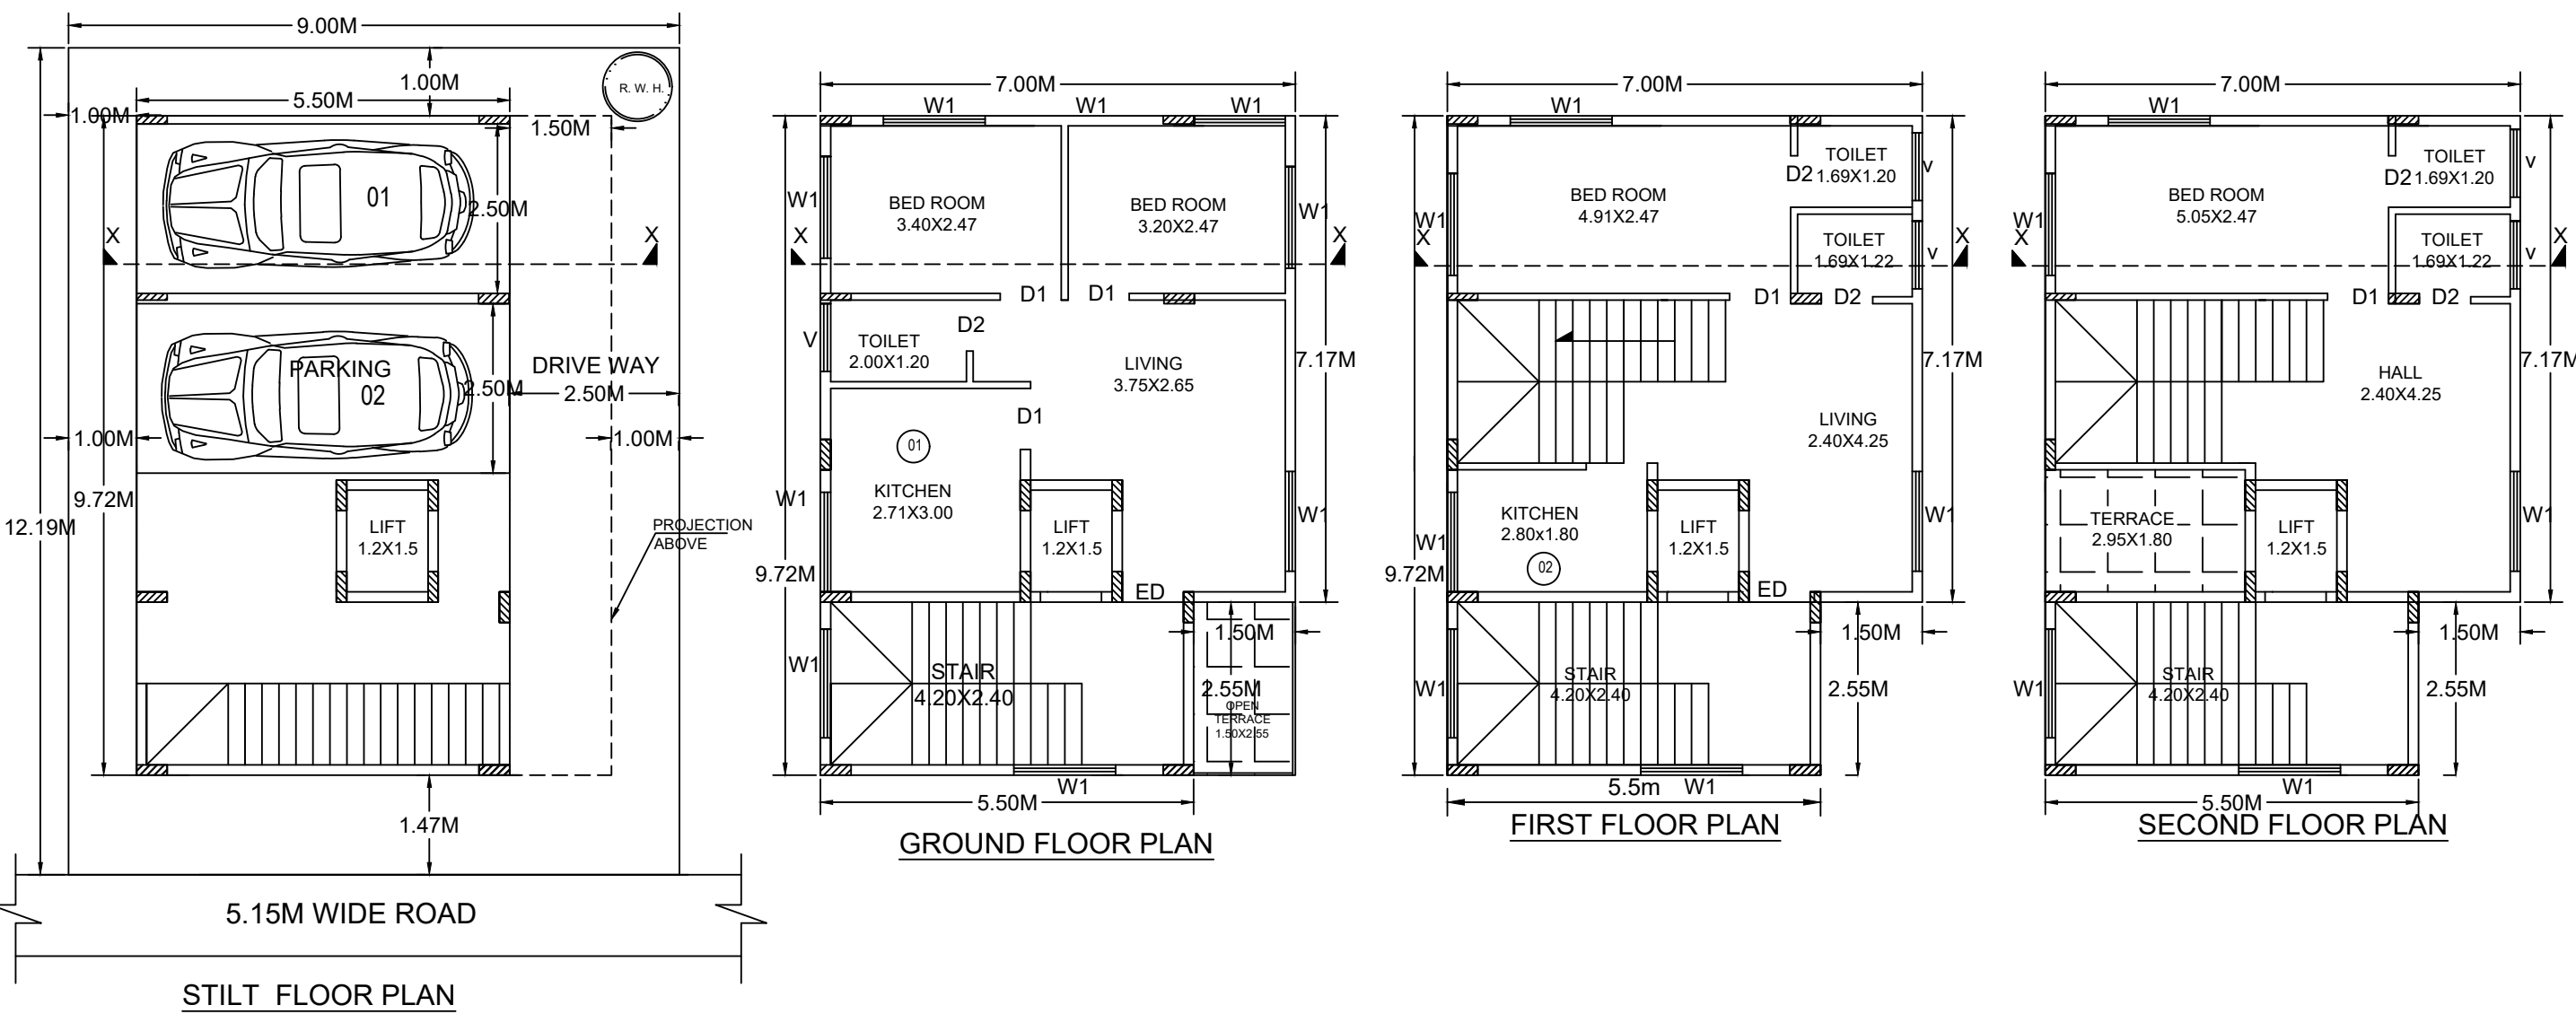 9.00M
1.00M
R. W. H.
5.50M
1.00M
1.50M
01
2.50M
X
X
PARKING
02
DRIVE WAY
2.50M
2.50M
1.00M
1.00M
9.72M
12.19M
LIFT
1.2X1.5
PROJECTION
ABOVE
1.47M
5.15M WIDE ROAD
STILT FLOOR PLAN
7.00M
W1
W1
W1
W1
BED ROOM
3.40X2.47
BED ROOM
3.20X2.47
W1
X
X
D1
D1
V
TOILET
2.00X1.20
D2
LIVING
3.75X2.65
7.17M
D1
01
W1
KITCHEN
2.71X3.00
LIFT
1.2X1.5
W1
9.72M
ED
1.50M
W1
STAIR
4.20X2.40
2.55M
OPEN
TERRACE
1.50X2.55
W1
5.50M
GROUND FLOOR PLAN
7.00M
W1
TOILET
1.69X1.20
D2
v
BED ROOM
4.91X2.47
W1
X
TOILET
1.69X1.22
v
X
D1
D2
7.17M
LIVING
2.40X4.25
KITCHEN
2.80x1.80
02
LIFT
1.2X1.5
W1
W1
9.72M
ED
1.50M
W1
STAIR
4.20X2.40
2.55M
5.5m
W1
FIRST FLOOR PLAN
7.00M
W1
TOILET
1.69X1.20
D2
v
BED ROOM
5.05X2.47
W1
X
TOILET
1.69X1.22
v
X
D1
D2
7.17M
HALL
2.40X4.25
TERRACE
2.95X1.80
LIFT
1.2X1.5
W1
1.50M
W1
STAIR
4.20X2.40
2.55M
W1
5.50M
SECOND FLOOR PLAN